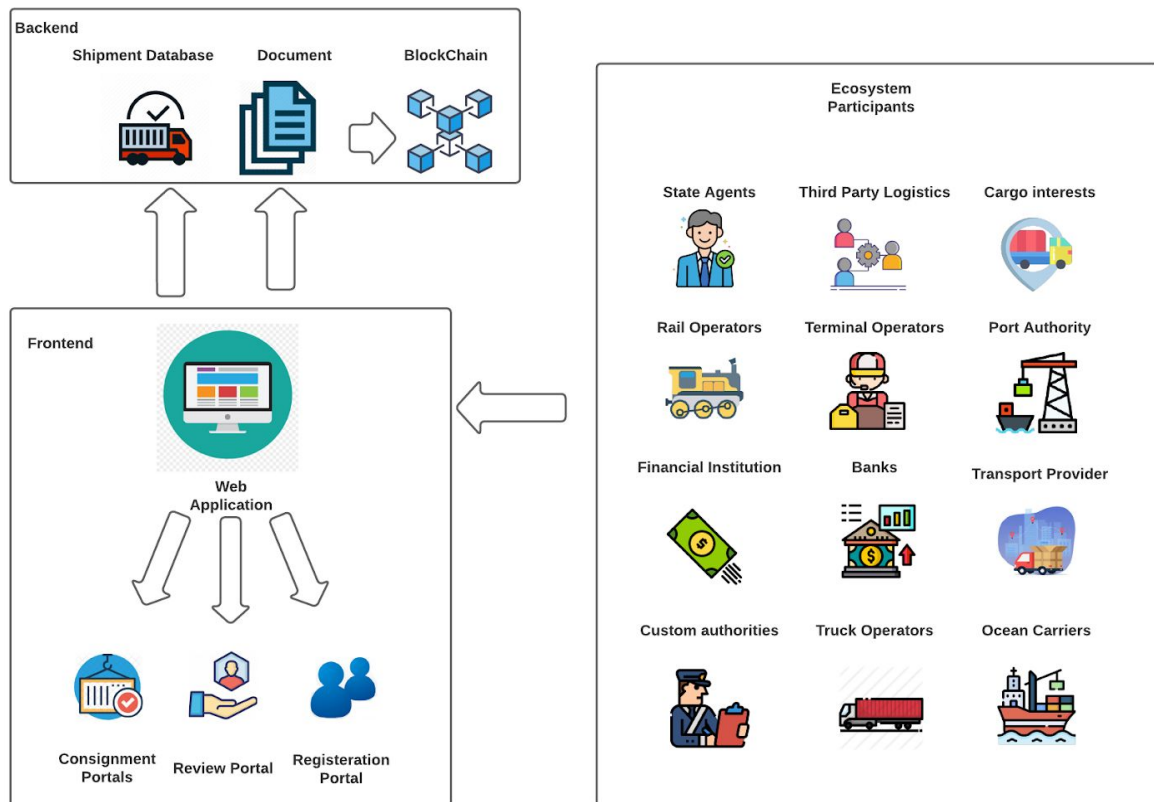 Backend
Shipment Database
Document
BlockChain
Frontend
Web
Application
Consignment
Portals
Review Portal
Registeration
Portal
Ecosystem
Participants
State Agents
Third Party Logistics
Cargo interests
Rail Operators
Terminal Operators
Port Authority
Financial Institution
Banks
Transport Provider
Custom authorities
Truck Operators
Ocean Carriers